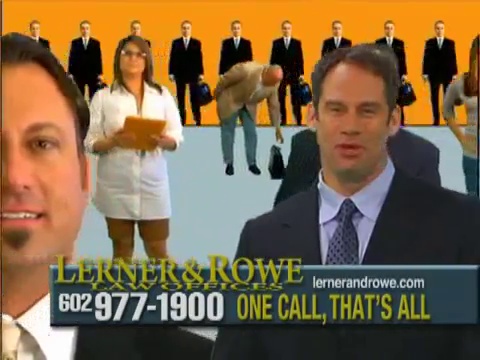 LERNER & ROWE
LAW OFFICES
lernerandrowe.com
602 977-1900
ONE CALL, THAT'S ALL